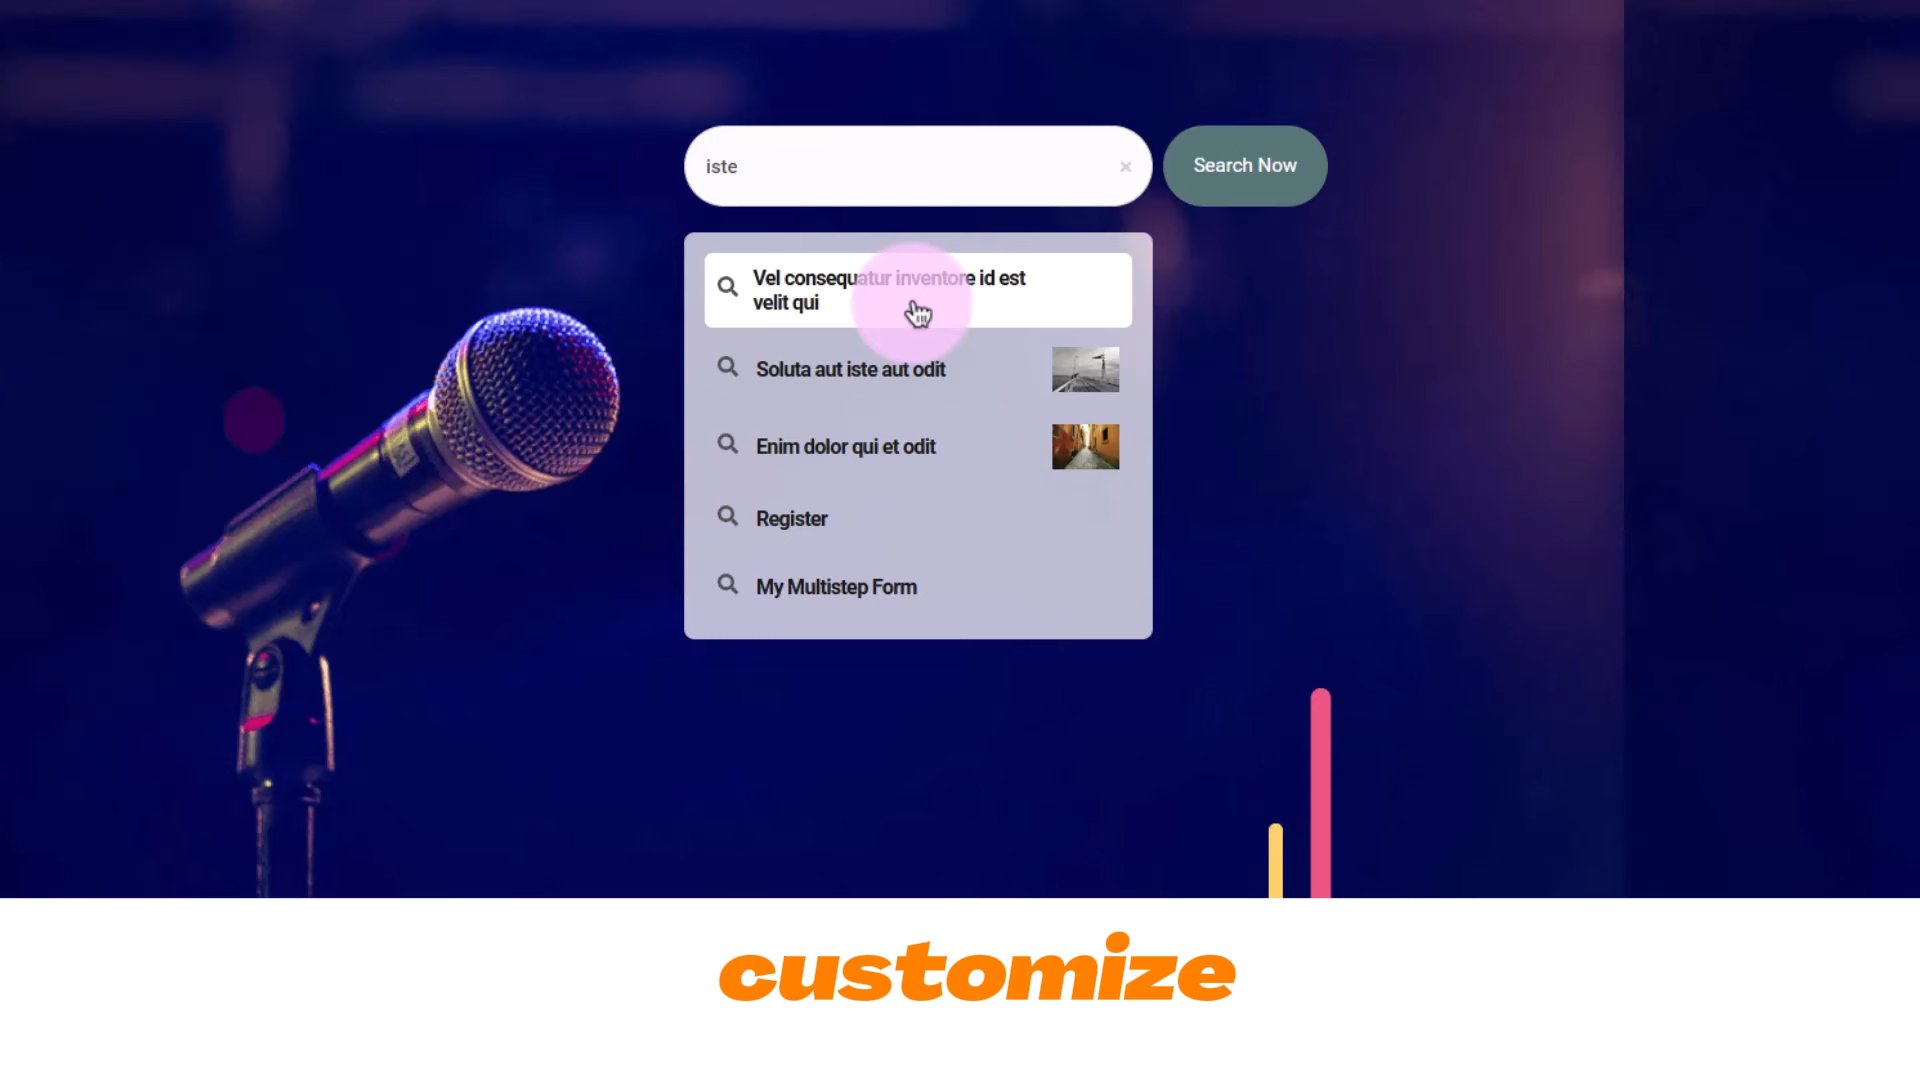 iste
Search Now
Vel consequatur inventore id est
velit qui
Soluta aut iste aut odit
Enim dolor qui et odit
Register
My Multistep Form
customize